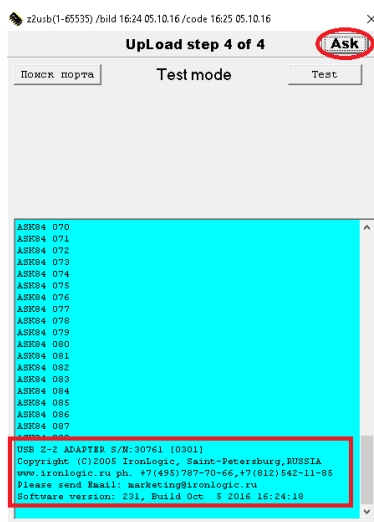 z2usb(1-65535) /bild 16:24 05.10.16 /code 16:25 05.10.16
UpLoad step 4 of 4
Ask
Поиск порта
Test mode
Test
ASK84 070
ASK84 071
ASK84 072
ASK84 073
ASK84 074
ASK84 075
ASK84 076
ASK84 077
ASK84 078
ASK84 079
ASK84 080
ASK84 081
ASK84 082
ASK84 083
ASK84 084
ASK84 085
ASK84 086
ASK84 087
USB Z-2 ADAPTER S/N:30761 [0301]
Copyright (C)2005 IronLogic, Saint-Petersburg,RUSSIA
www.ironlogic.ru ph. +7(495)787-70-66,+7(812)542-11-85
Please send Email: marketing@ironlogic.ru
Software version: 231, Build Oct 5 2016 16:24:18